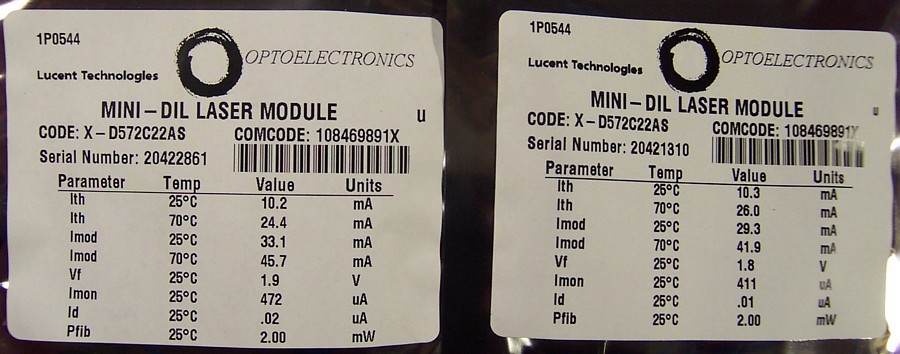 1P0544
Lucent Technologies OPTOELECTRONICS
MINI-DIL LASER MODULE u
CODE: X-D572C22AS COMCODE: 108469891X
Serial Number: 20422861
Parameter Temp Value Units
Ith 25°C 10.2 mA
Ith 70°C 24.4 mA
Imod 25°C 33.1 mA
Imod 70°C 45.7 mA
Vf 25°C 1.9 V
Imon 25°C 472 uA
Id 25°C .02 uA
Pfib 25°C 2.00 mW
1P0544
Lucent Technologies OPTOELECTRONICS
MINI-DIL LASER MODULE u
CODE: X-D572C22AS COMCODE: 108469891X
Serial Number: 20421310
Parameter Temp Value Units
Ith 25°C 10.3 mA
Ith 70°C 26.0 mA
Imod 25°C 29.3 mA
Imod 70°C 41.9 mA
Vf 25°C 1.8 V
Imon 25°C 411 uA
Id 25°C .01 uA
Pfib 25°C 2.00 mW